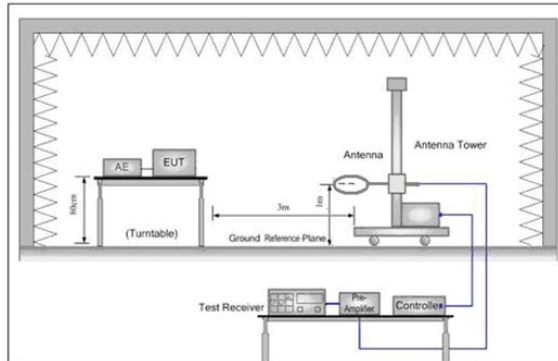 Antenna Tower
Antenna
AE
EUT
80cm
(Turntable)
3m
1m
Ground Reference Plane
Test Receiver
Pre-
Amplifier
Controller